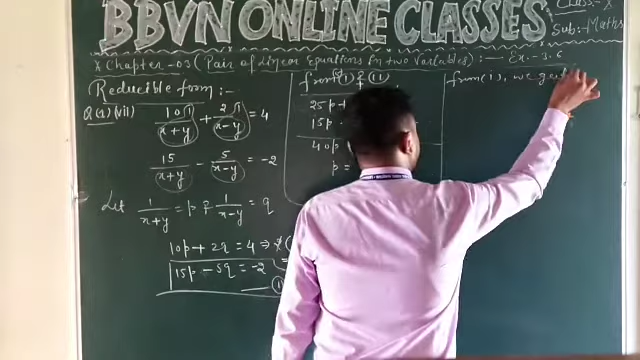 BBVN ONLINE CLASSES
Class:- X
Sub:- Maths
X Chapter - 03 (Pair of Linear Equations in two Variables) :— Ex.- 3.6
Reducible form :-
Q.(1)(vii) 10/(x+y) + 2/(x-y) = 4
15/(x+y) - 5/(x-y) = -2
Let 1/(x+y) = p & 1/(x-y) = q
10p + 2q = 4 ⇒
15p - 5q = -2
from (i) & (ii)
25p +
15p
40p
p =
from (i), we get